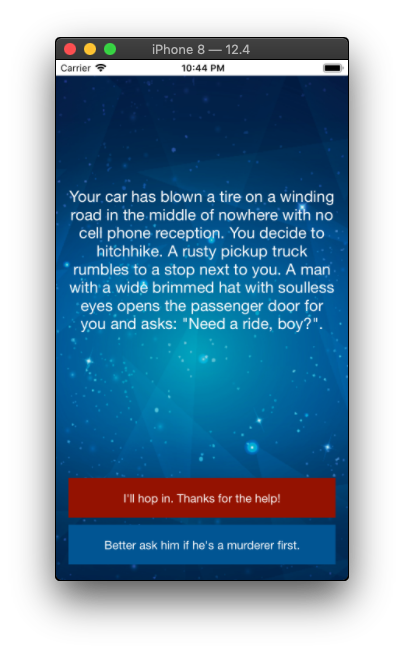 iPhone 8 — 12.4
Carrier 10:44 PM
Your car has blown a tire on a winding
road in the middle of nowhere with no
cell phone reception. You decide to
hitchhike. A rusty pickup truck
rumbles to a stop next to you. A man
with a wide brimmed hat with soulless
eyes opens the passenger door for
you and asks: "Need a ride, boy?".
I'll hop in. Thanks for the help!
Better ask him if he's a murderer first.